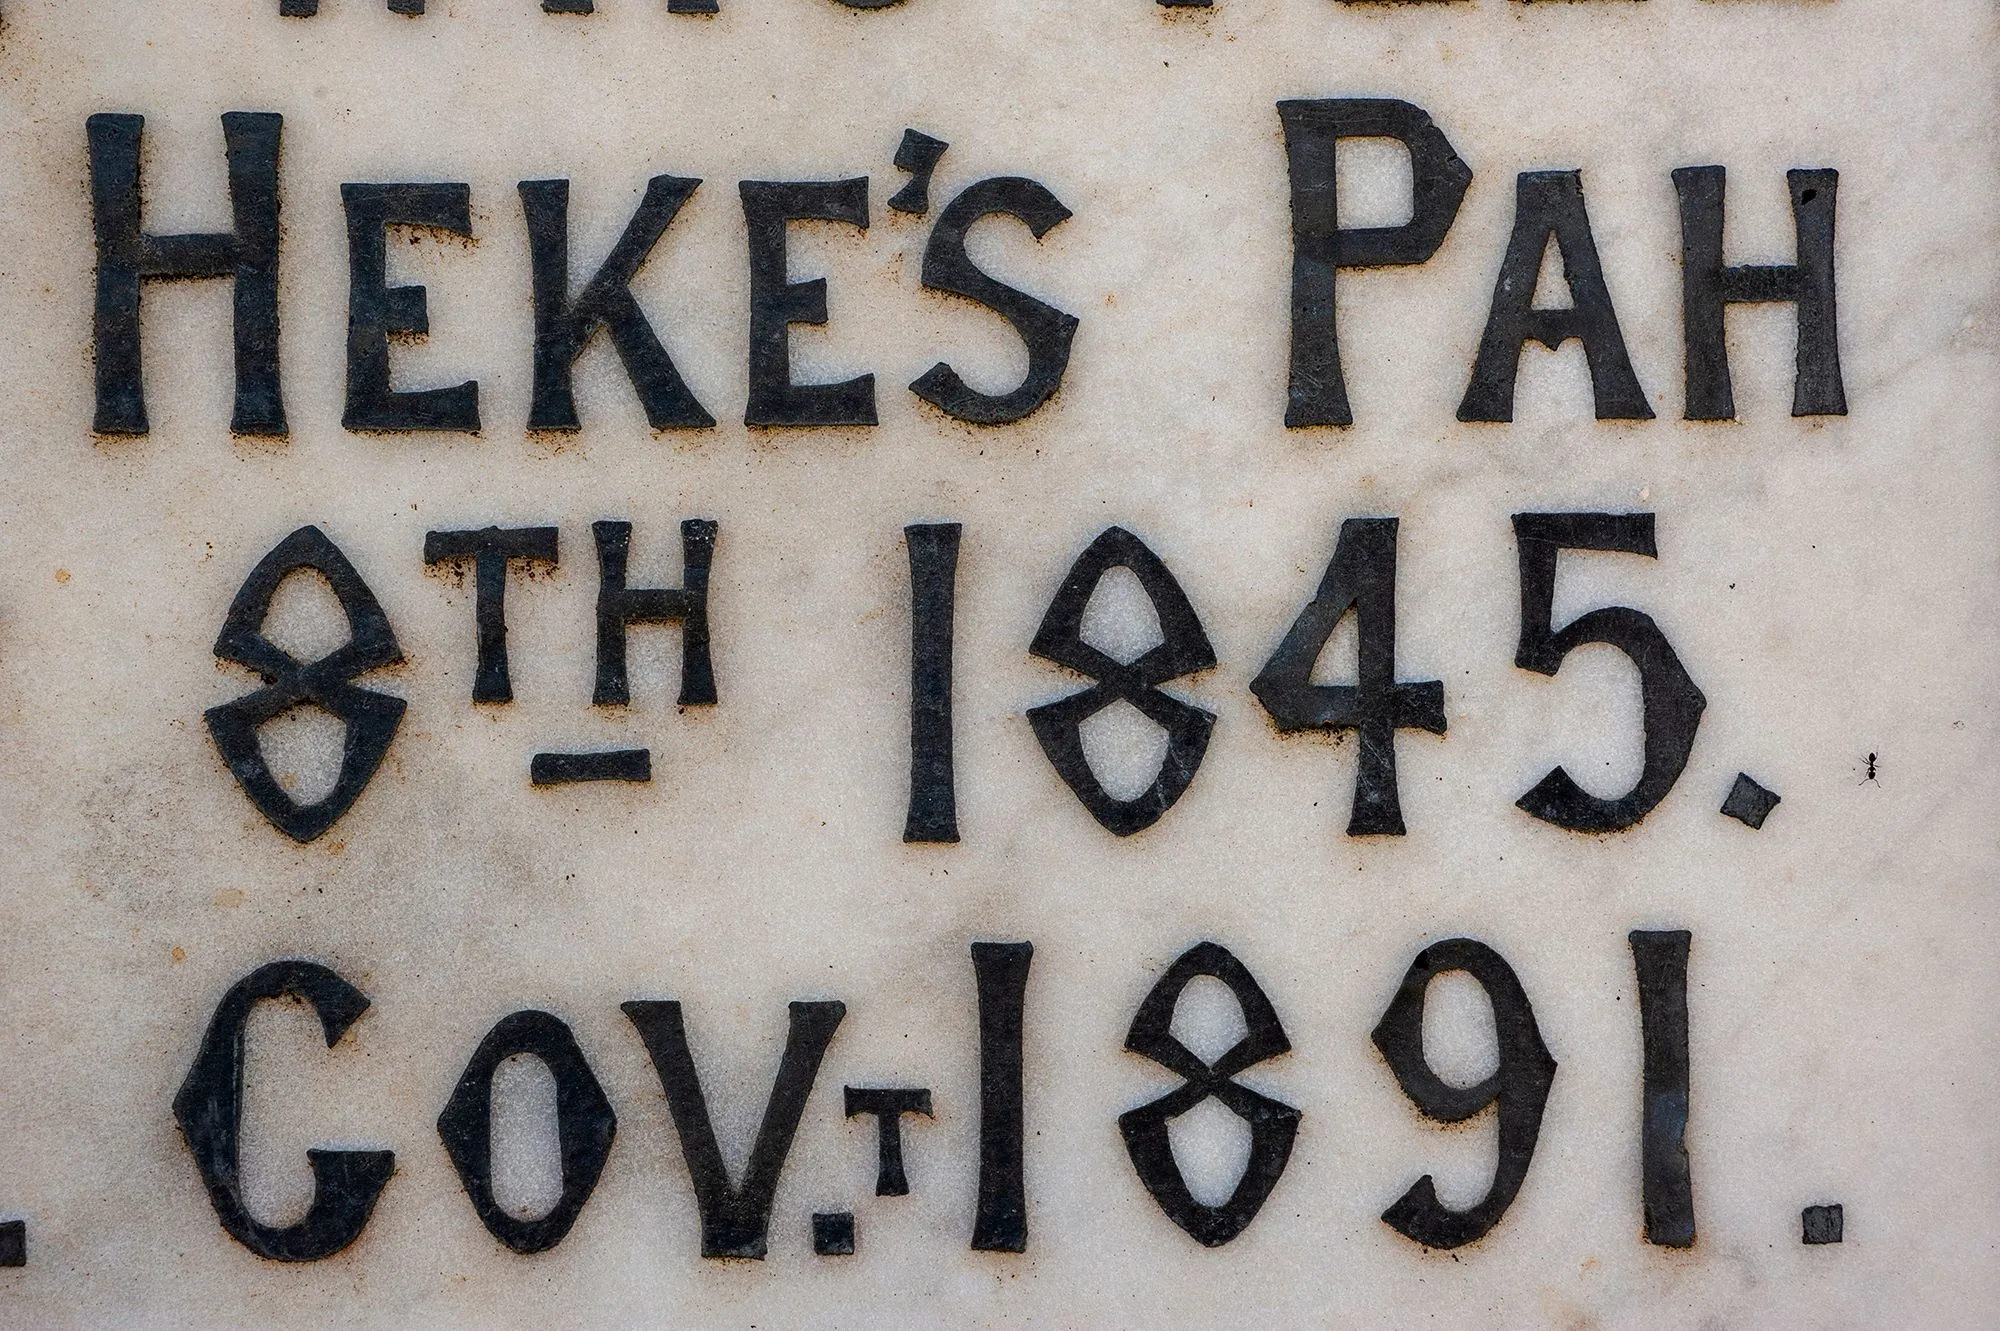 HEKE'S PAH
8TH 1845.
. GOV.T 1891.